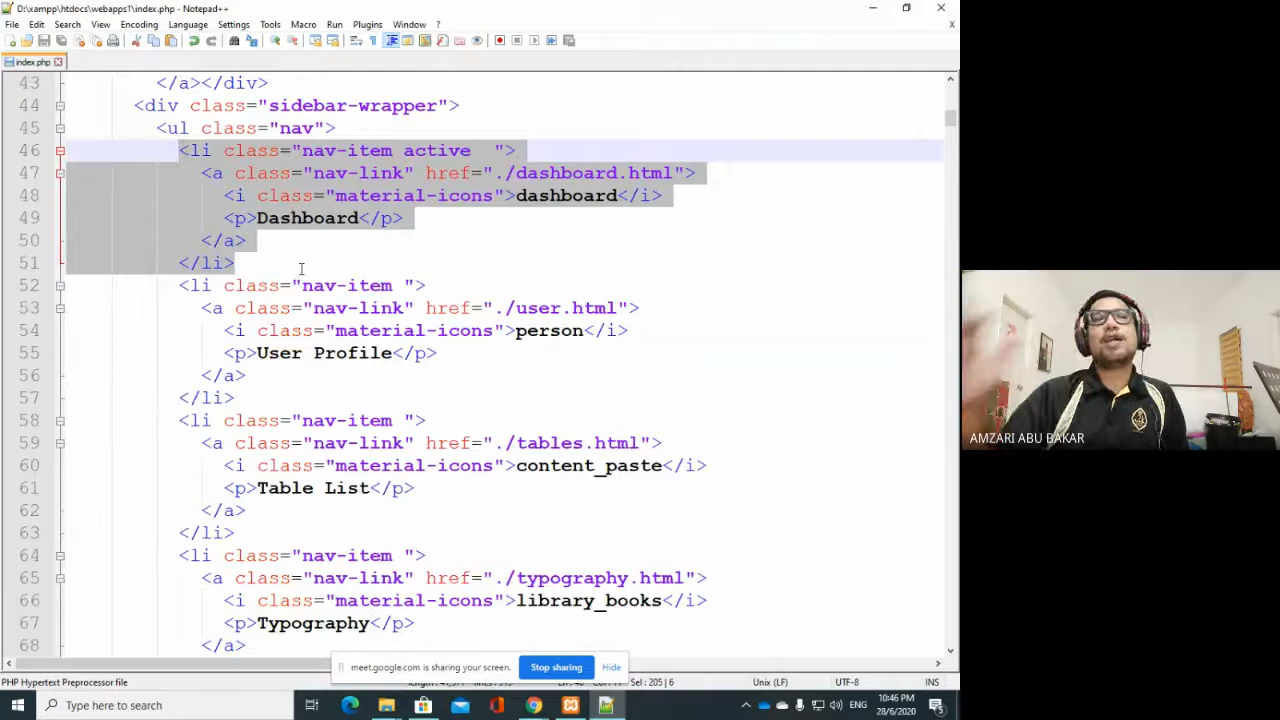 D:\xampp\htdocs\webapps1\index.php - Notepad++
File Edit Search View Encoding Language Settings Tools Macro Run Plugins Window ?
X
index.php
43 </a></div>
44 <div class="sidebar-wrapper">
45 <ul class="nav">
46 <li class="nav-item active  ">
47 <a class="nav-link" href="./dashboard.html">
48 <i class="material-icons">dashboard</i>
49 <p>Dashboard</p>
50 </a>
51 </li>
52 <li class="nav-item ">
53 <a class="nav-link" href="./user.html">
54 <i class="material-icons">person</i>
55 <p>User Profile</p>
56 </a>
57 </li>
58 <li class="nav-item ">
59 <a class="nav-link" href="./tables.html">
60 <i class="material-icons">content_paste</i>
61 <p>Table List</p>
62 </a>
63 </li>
64 <li class="nav-item ">
65 <a class="nav-link" href="./typography.html">
66 <i class="material-icons">library_books</i>
67 <p>Typography</p>
68 </a>
AMZARI ABU BAKAR
meet.google.com is sharing your screen. Stop sharing Hide
PHP Hypertext Preprocessor file Sel : 205 | 6 Unix (LF) UTF-8 INS
Type here to search
ENG 10:46 PM
28/6/2020 5